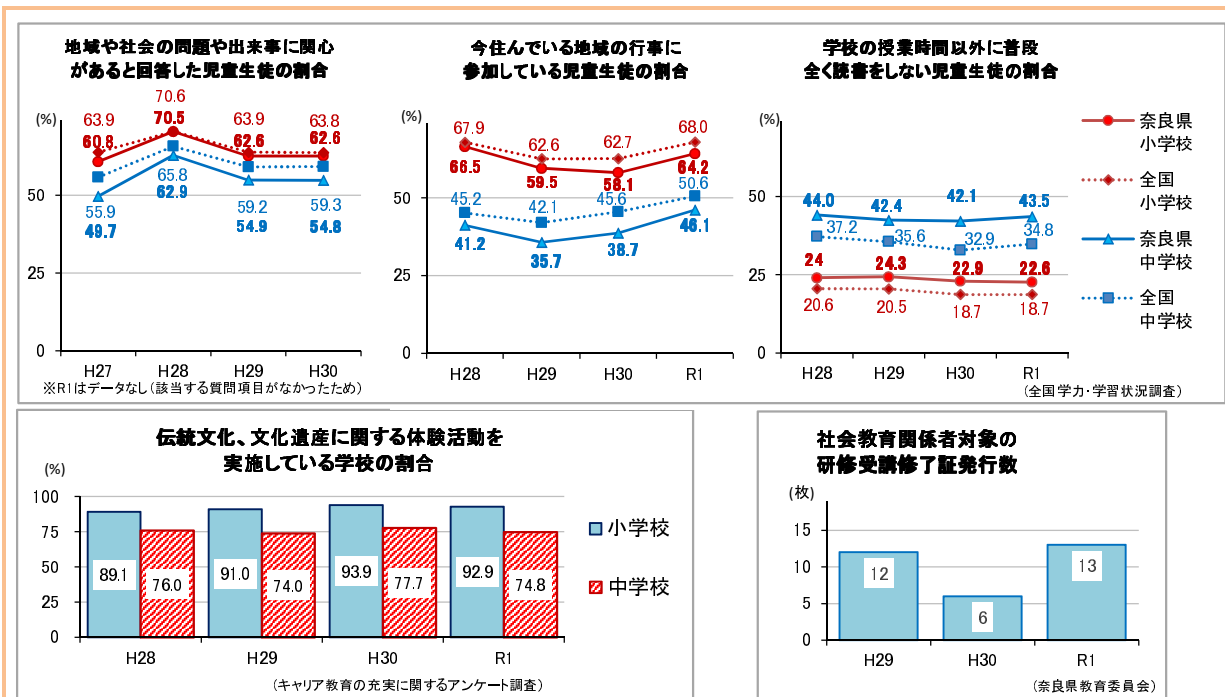 地域や社会の問題や出来事に関心
があると回答した児童生徒の割合
(%)
70.6
63.9 70.5 63.9 63.8
60.8 62.6 62.6
50
65.8
55.9 62.9 59.2 59.3
49.7 54.9 54.8
25
0
H27 H28 H29 H30
※R1はデータなし(該当する質問項目がなかったため)
今住んでいる地域の行事に
参加している児童生徒の割合
(%)
67.9 62.6 62.7 68.0
66.5 59.5 58.1 64.2
50
45.2 42.1 45.6 50.6
41.2 35.7 38.7 46.1
25
0
H28 H29 H30 R1
学校の授業時間以外に普段
全く読書をしない児童生徒の割合
(%)
50
44.0 42.4 42.1 43.5
37.2 35.6 32.9 34.8
25
24 24.3 22.9 22.6
20.6 20.5 18.7 18.7
0
H28 H29 H30 R1
奈良県
小学校
全国
小学校
奈良県
中学校
全国
中学校
(全国学力・学習状況調査)
伝統文化、文化遺産に関する体験活動を
実施している学校の割合
(%)
100
75
50
25
0
89.1 76.0 91.0 74.0 93.9 77.7 92.9 74.8
H28 H29 H30 R1
小学校
中学校
(キャリア教育の充実に関するアンケート調査)
社会教育関係者対象の
研修受講修了証発行数
(枚)
15
10
5
0
12 6 13
H29 H30 R1
(奈良県教育委員会)